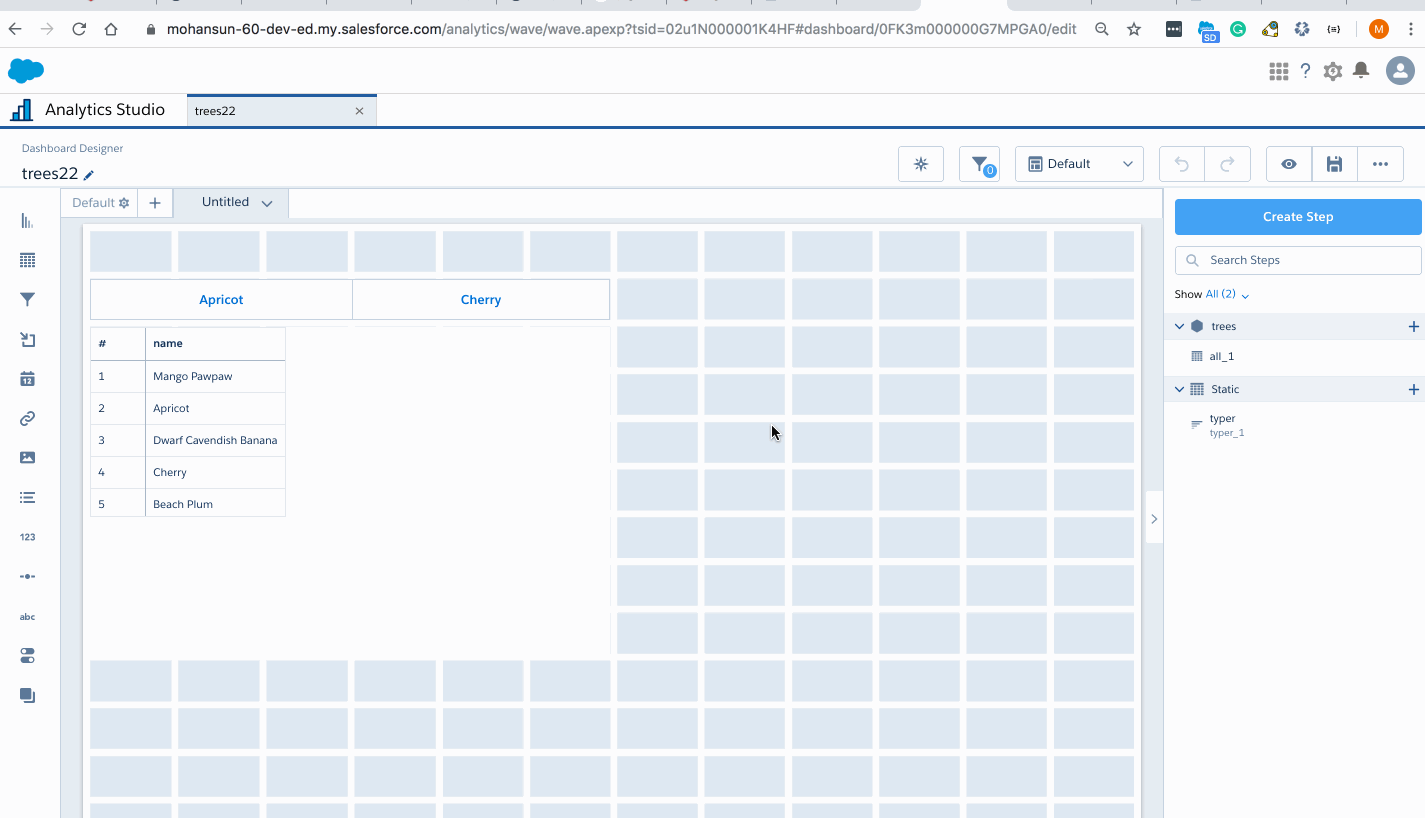 mohansun-60-dev-ed.my.salesforce.com/analytics/wave/wave.apexp?tsid=02u1N000001K4HF#dashboard/0FK3m000000G7MPGA0/edit
SD
M
Analytics Studio
trees22
Dashboard Designer
trees22
0
Default
Default
Untitled
Create Step
Search Steps
Show All (2)
trees
all_1
Static
typer
typer_1
12
123
abc
Apricot Cherry
# name
1 Mango Pawpaw
2 Apricot
3 Dwarf Cavendish Banana
4 Cherry
5 Beach Plum